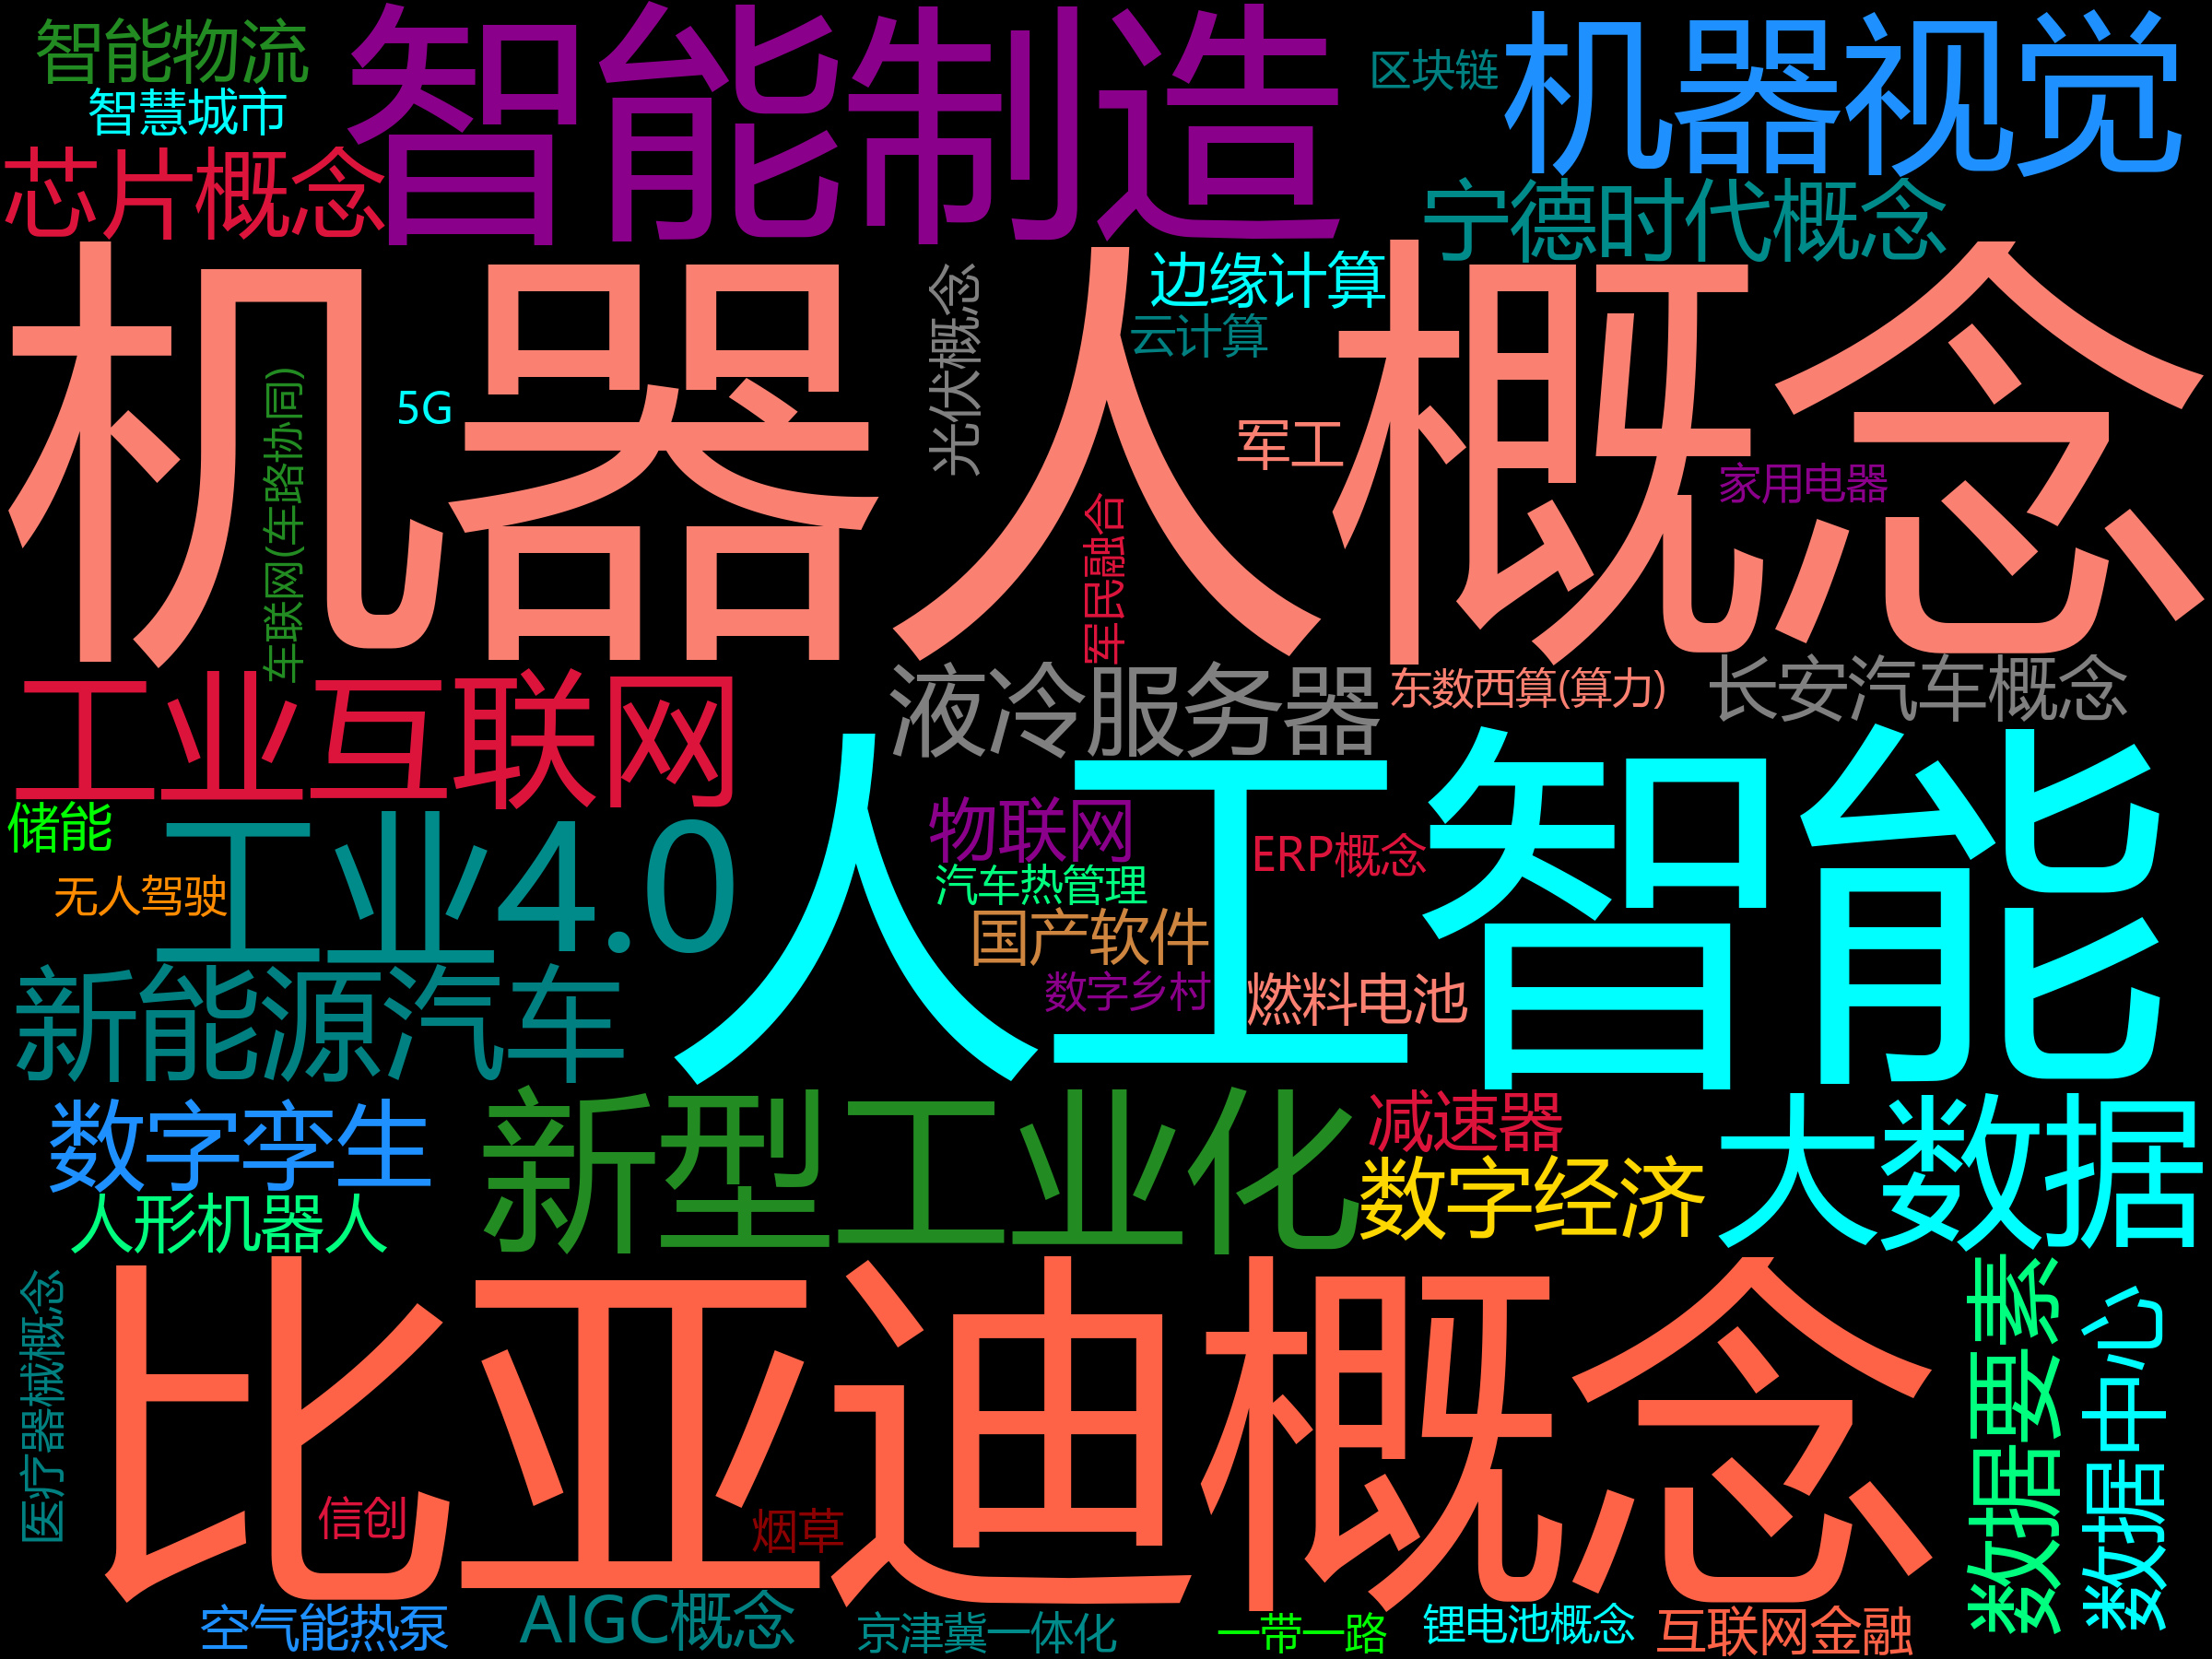 智能物流
智能制造
机器视觉
区块链
智慧城市
芯片概念
宁德时代概念
机器人概念
边缘计算
光伏概念
云计算
车联网(车路协同)
5G
军工
家用电器
军民融合
工业互联网
液冷服务器
东数西算(算力)
长安汽车概念
人工智能
储能
工业4.0
物联网
ERP概念
汽车热管理
无人驾驶
国产软件
新能源汽车
数字乡村
燃料电池
数字孪生
新型工业化
减速器
大数据
数字经济
人形机器人
比亚迪概念
数据要素
数据中心
医疗器械概念
信创
烟草
空气能热泵
AIGC概念
京津冀一体化
一带一路
锂电池概念
互联网金融